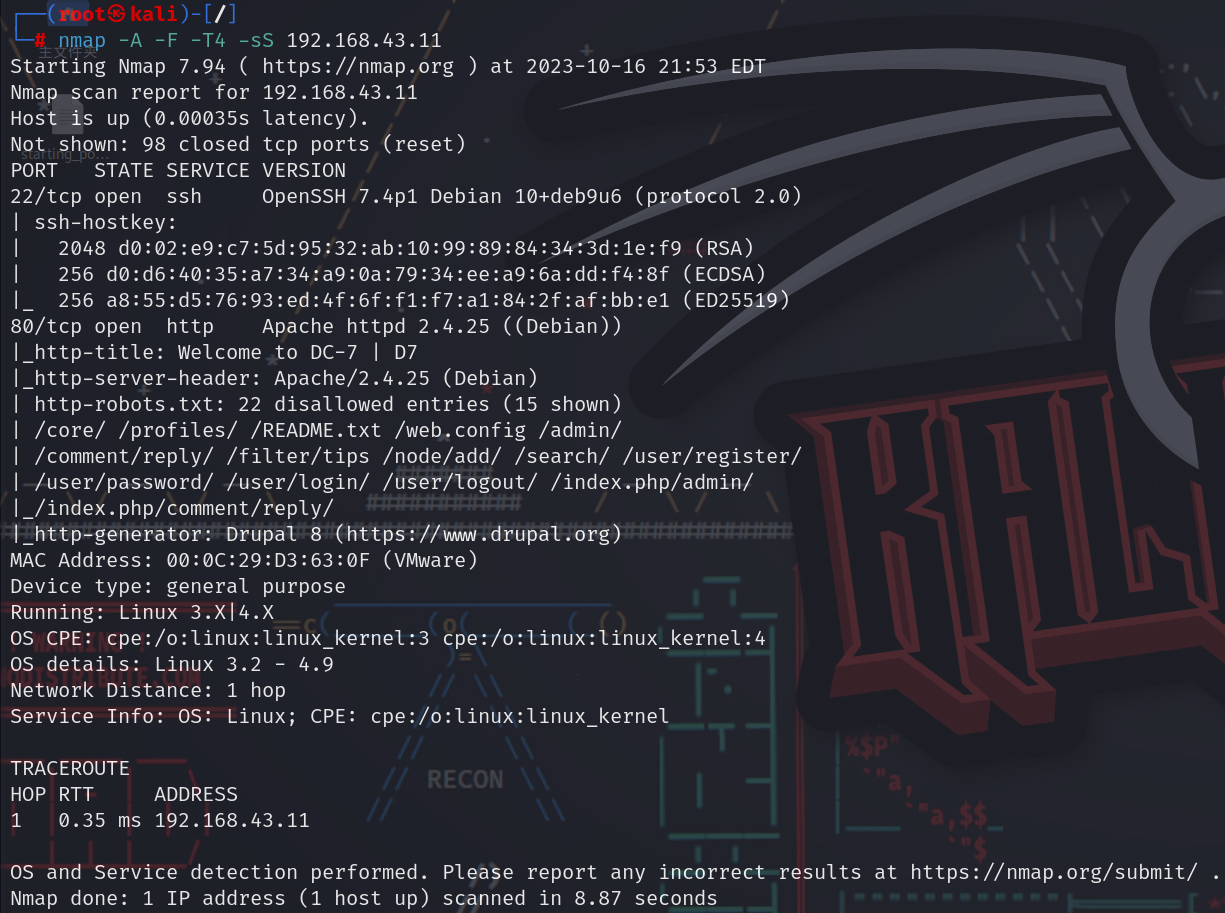 ┌──(root㉿kali)-[/]
└─# nmap -A -F -T4 -sS 192.168.43.11
主文件夹
Starting Nmap 7.94 ( https://nmap.org ) at 2023-10-16 21:53 EDT
Nmap scan report for 192.168.43.11
Host is up (0.00035s latency).
Not shown: 98 closed tcp ports (reset)
starting_po...
PORT   STATE SERVICE VERSION
22/tcp open  ssh     OpenSSH 7.4p1 Debian 10+deb9u6 (protocol 2.0)
| ssh-hostkey:
|   2048 d0:02:e9:c7:5d:95:32:ab:10:99:89:84:34:3d:1e:f9 (RSA)
|   256 d0:d6:40:35:a7:34:a9:0a:79:34:ee:a9:6a:dd:f4:8f (ECDSA)
|_  256 a8:55:d5:76:93:ed:4f:6f:f1:f7:a1:84:2f:af:bb:e1 (ED25519)
80/tcp open  http    Apache httpd 2.4.25 ((Debian))
|_http-title: Welcome to DC-7 | D7
|_http-server-header: Apache/2.4.25 (Debian)
| http-robots.txt: 22 disallowed entries (15 shown)
| /core/ /profiles/ /README.txt /web.config /admin/
| /comment/reply/ /filter/tips /node/add/ /search/ /user/register/
| /user/password/ /user/login/ /user/logout/ /index.php/admin/
|_/index.php/comment/reply/
|_http-generator: Drupal 8 (https://www.drupal.org)
MAC Address: 00:0C:29:D3:63:0F (VMware)
Device type: general purpose
Running: Linux 3.X|4.X
OS CPE: cpe:/o:linux:linux_kernel:3 cpe:/o:linux:linux_kernel:4
OS details: Linux 3.2 - 4.9
Network Distance: 1 hop
Service Info: OS: Linux; CPE: cpe:/o:linux:linux_kernel
TRACEROUTE
HOP RTT     ADDRESS
1   0.35 ms 192.168.43.11
OS and Service detection performed. Please report any incorrect results at https://nmap.org/submit/ .
Nmap done: 1 IP address (1 host up) scanned in 8.87 seconds
KALI
RECON